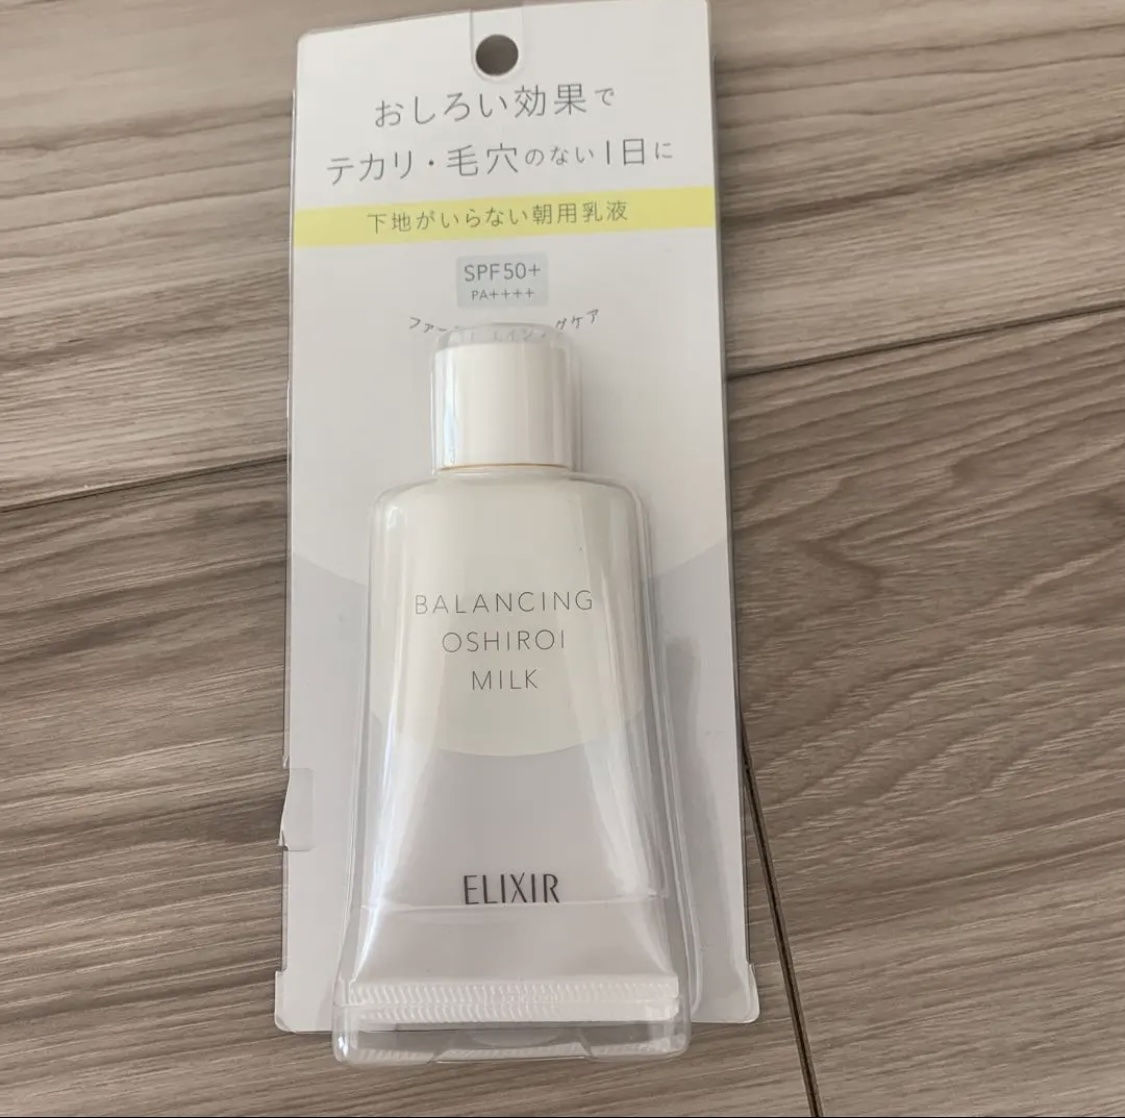 おしろい効果で
テカリ・毛穴のない1日に
下地がいらない朝用乳液
SPF50+
PA++++
BALANCING
OSHIROI
MILK
ELIXIR